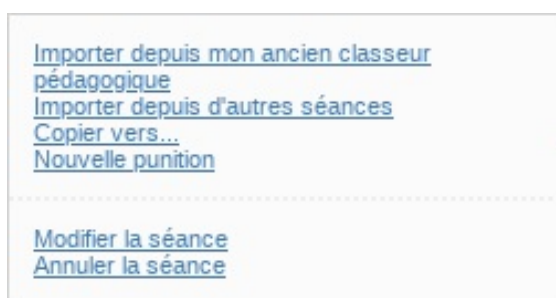 Importer depuis mon ancien classeur
pédagogique
Importer depuis d'autres séances
Copier vers...
Nouvelle punition
Modifier la séance
Annuler la séance